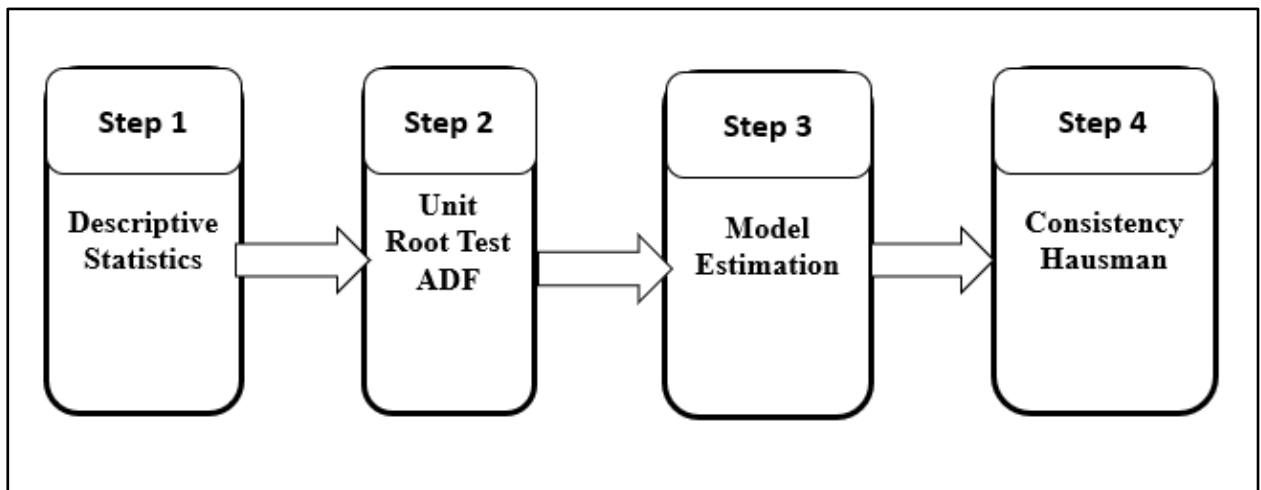 Step 1
Descriptive
Statistics
Step 2
Unit
Root Test
ADF
Step 3
Model
Estimation
Step 4
Consistency
Hausman